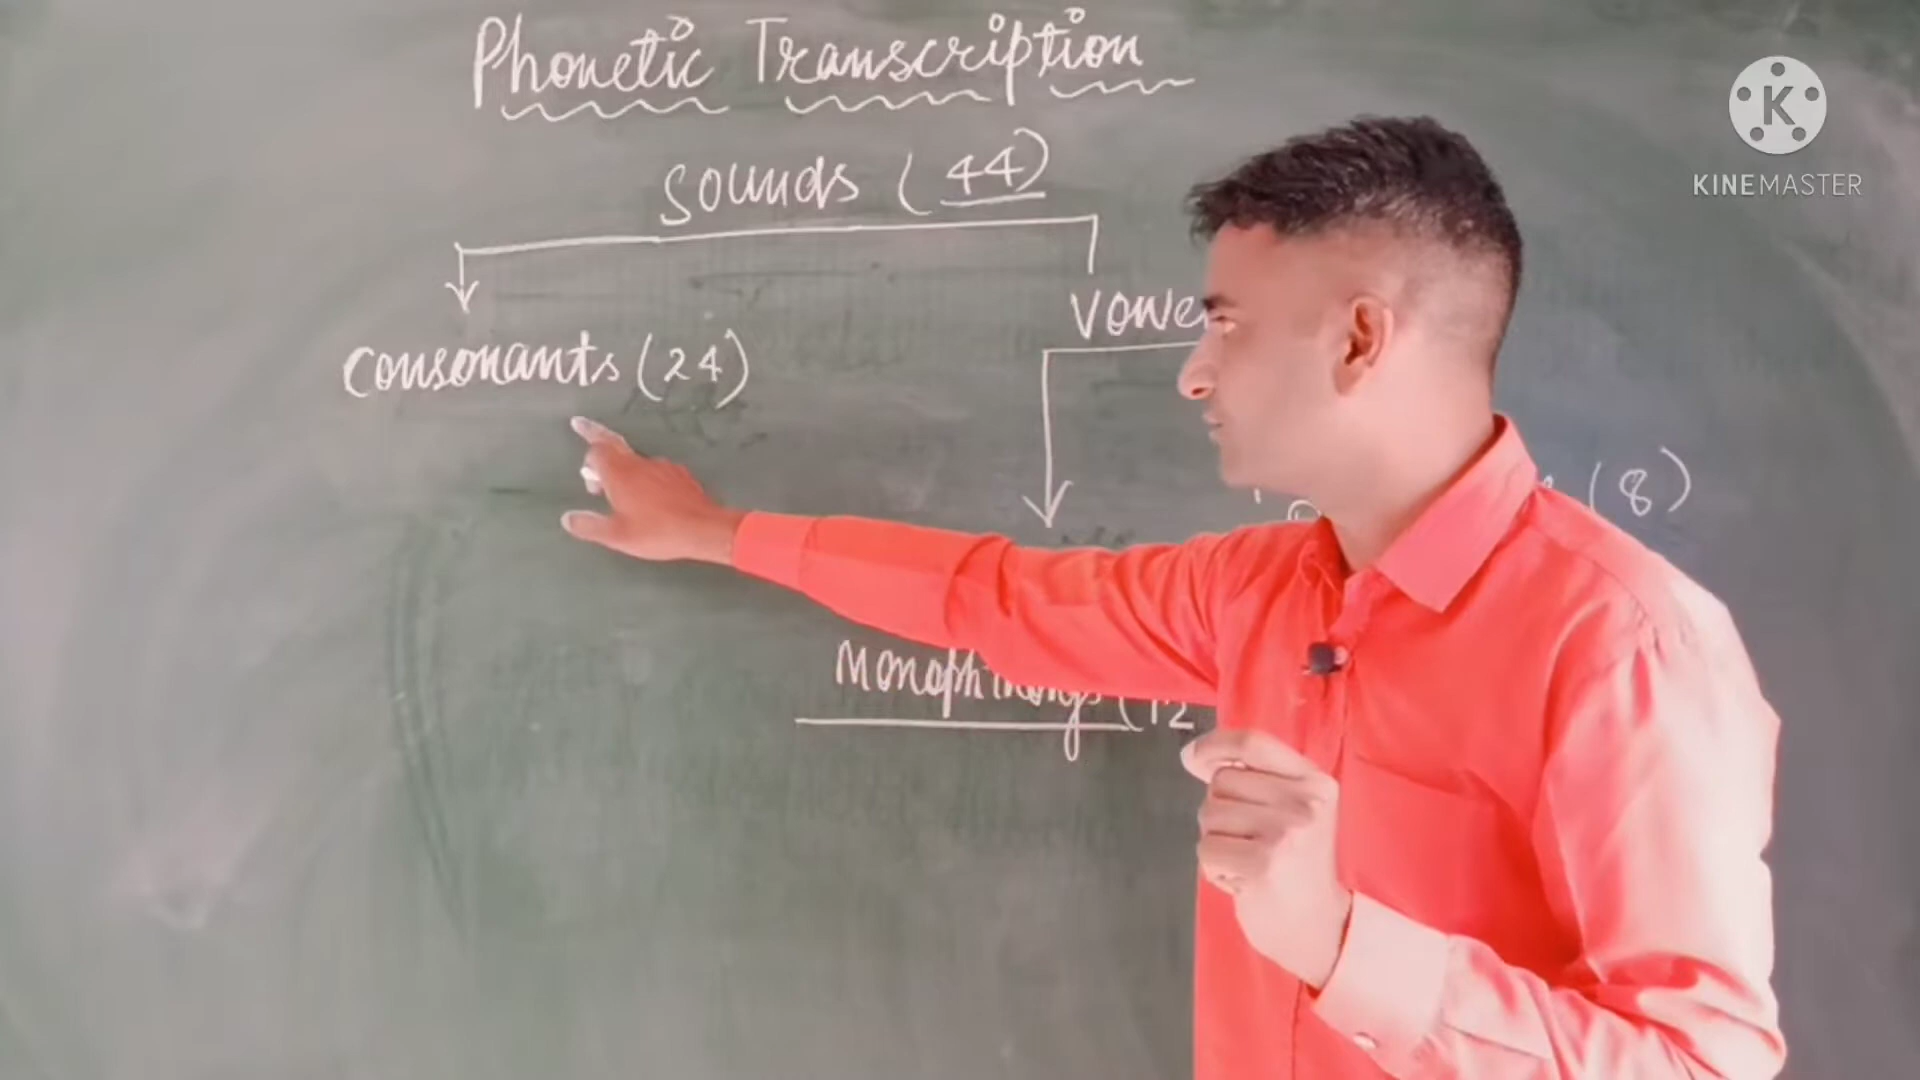 Phonetic Transcription
Sounds (44)
Consonants (24)
Vowe
(8)
Monophthongs (12
KINEMASTER